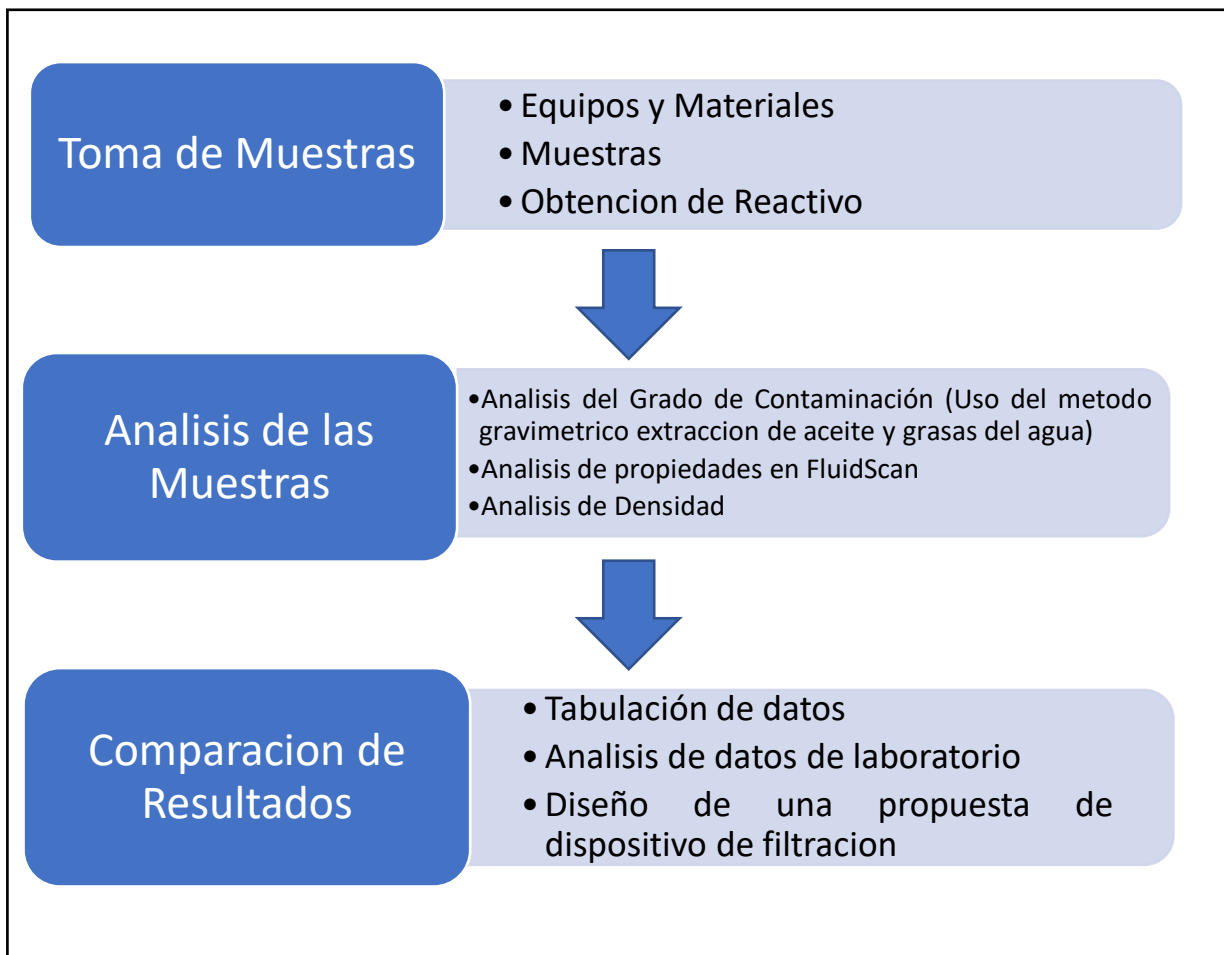 Toma de Muestras
• Equipos y Materiales
• Muestras
• Obtencion de Reactivo
Analisis de las
Muestras
•Analisis del Grado de Contaminación (Uso del metodo
gravimetrico extraccion de aceite y grasas del agua)
•Analisis de propiedades en FluidScan
•Analisis de Densidad
Comparacion de
Resultados
• Tabulación de datos
• Analisis de datos de laboratorio
• Diseño de una propuesta de
dispositivo de filtracion